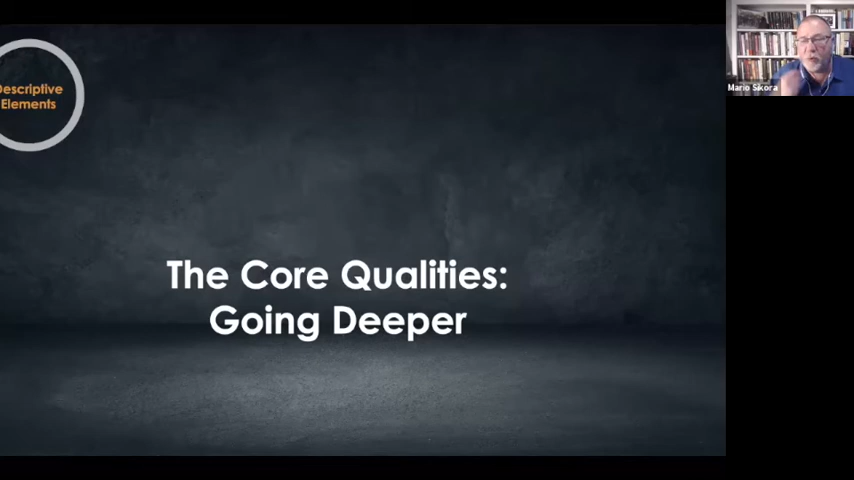 Descriptive
Elements
The Core Qualities:
Going Deeper
Mario Sikora